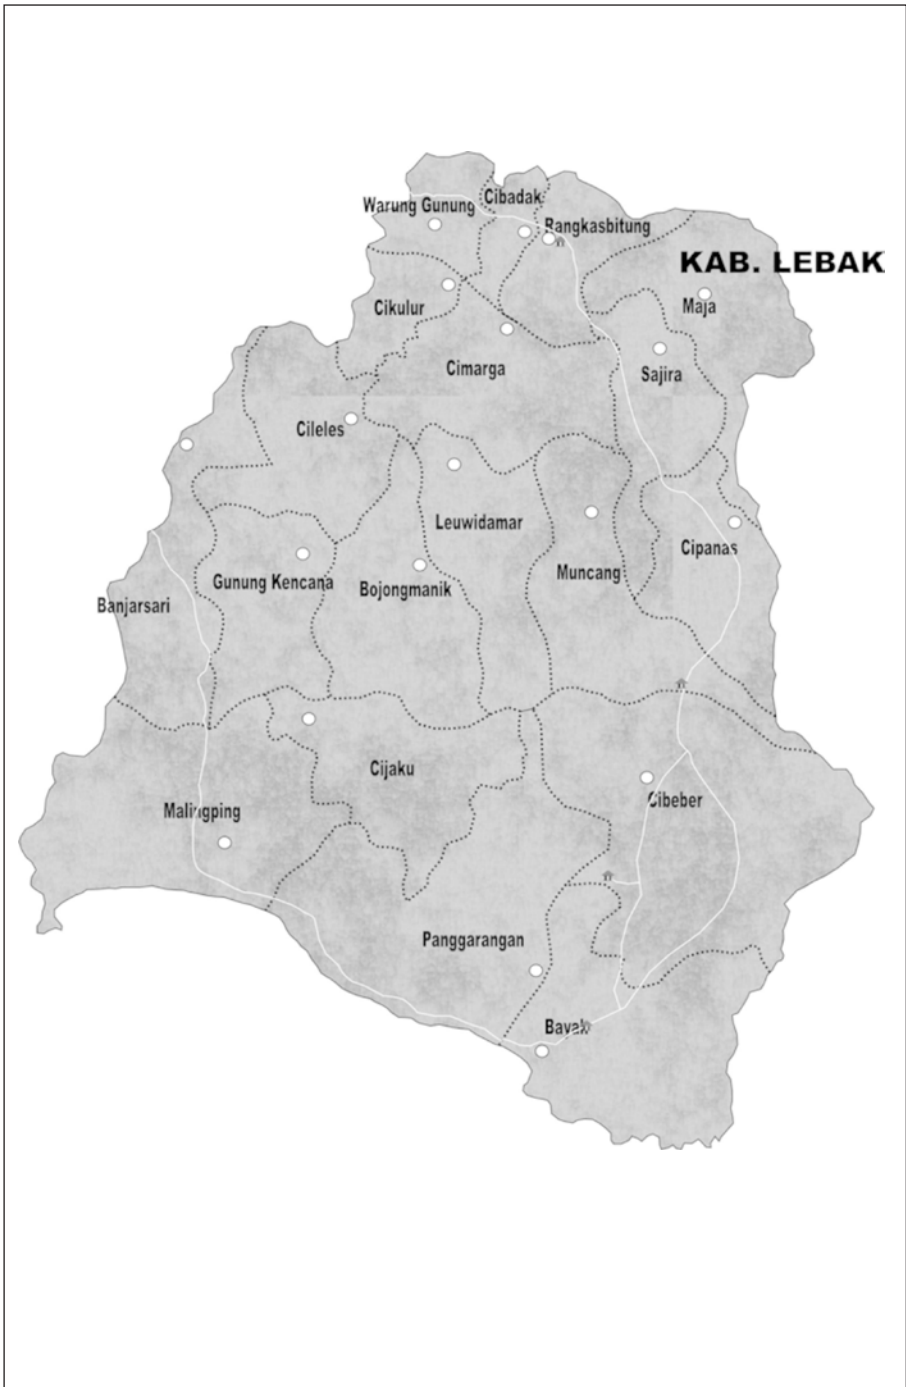 Cibadak
Warung Gunung
Rangkasbitung
KAB. LEBAK
Cikulur
Maja
Cimarga
Sajira
Cileles
Leuwidamar
Cipanas
Gunung Kencana
Bojongmanik
Muncang
Banjarsari
Cijaku
Malingping
Cibeber
Panggarangan
Bayah